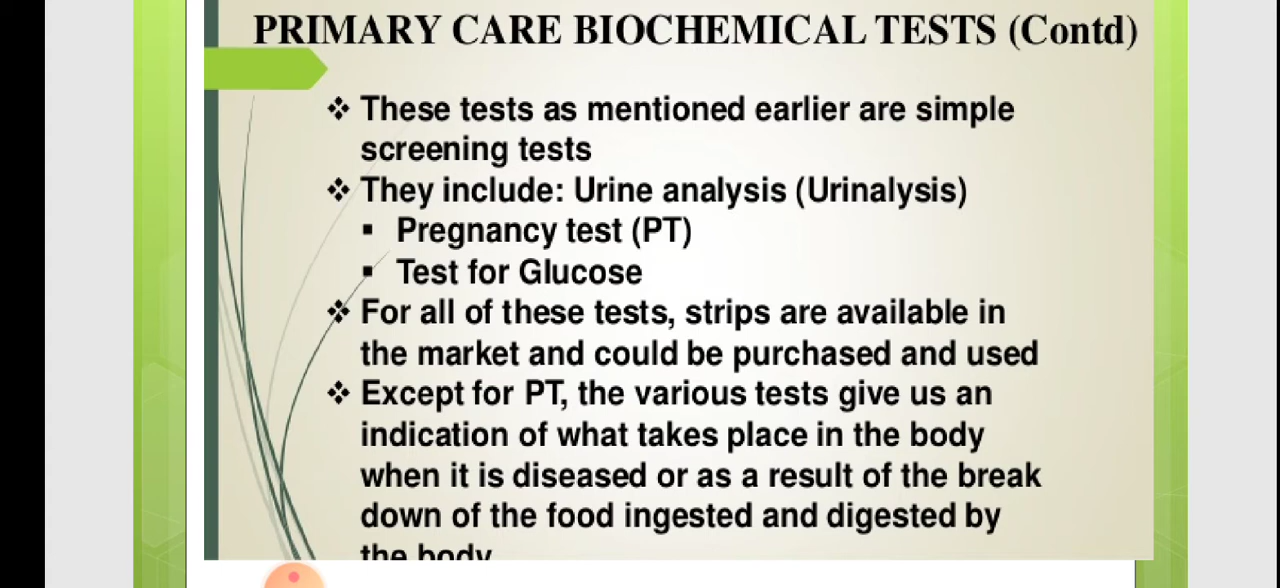 PRIMARY CARE BIOCHEMICAL TESTS (Contd)
❖ These tests as mentioned earlier are simple
screening tests
❖ They include: Urine analysis (Urinalysis)
▪ Pregnancy test (PT)
▪ Test for Glucose
❖ For all of these tests, strips are available in
the market and could be purchased and used
❖ Except for PT, the various tests give us an
indication of what takes place in the body
when it is diseased or as a result of the break
down of the food ingested and digested by
the body